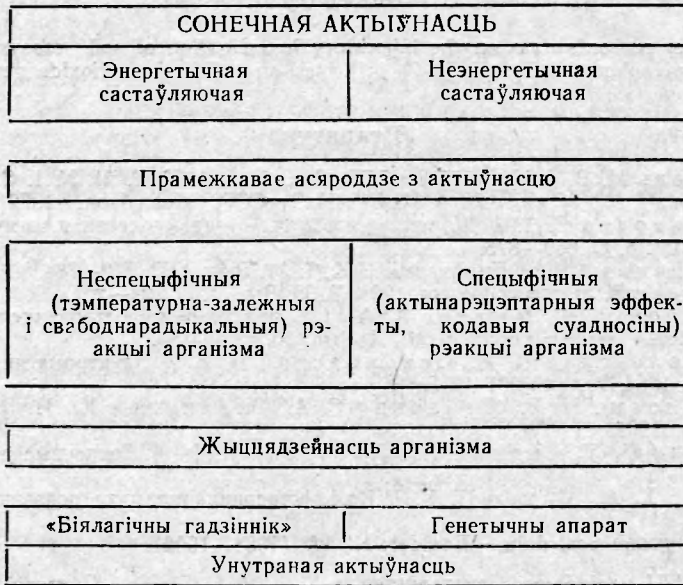 СОНЕЧНАЯ АКТЫЎНАСЦЬ
Энергетычная састаўляючая
Неэнергетычная састаўляючая
Прамежкавае асяроддзе з актыўнасцю
Неспецыфічныя
(тэмпературна-залежныя
і свабоднарадыкальныя) рэ-
акцыі арганізма
Спецыфічныя
(актынарэцэптарныя эффек-
ты, кодавыя суадносіны)
рэакцыі арганізма
Жыццядзейнасць арганізма
«Біялагічны гадзіннік»
Генетычны апарат
Унутраная актыўнасць